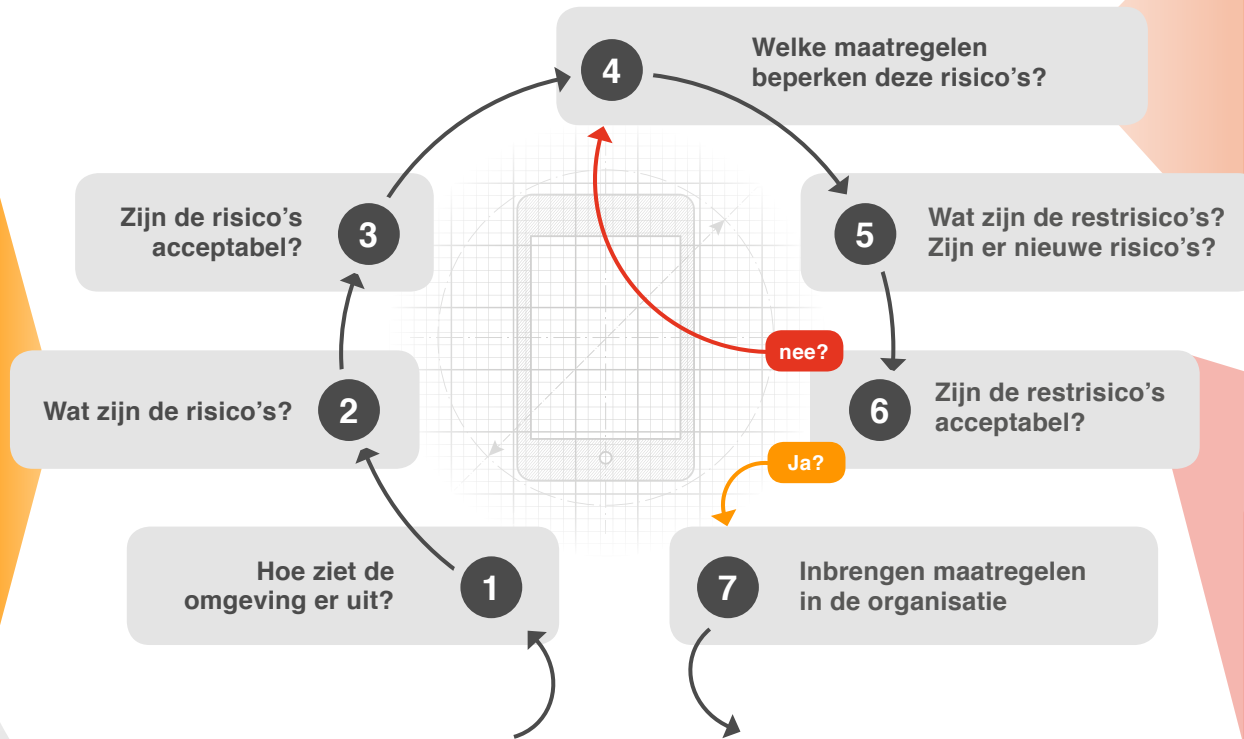 4
Welke maatregelen
beperken deze risico’s?
Zijn de risico’s
acceptabel?
3
5
Wat zijn de restrisico’s?
Zijn er nieuwe risico’s?
nee?
Wat zijn de risico’s?
2
6
Zijn de restrisico’s
acceptabel?
Ja?
Hoe ziet de
omgeving er uit?
1
7
Inbrengen maatregelen
in de organisatie